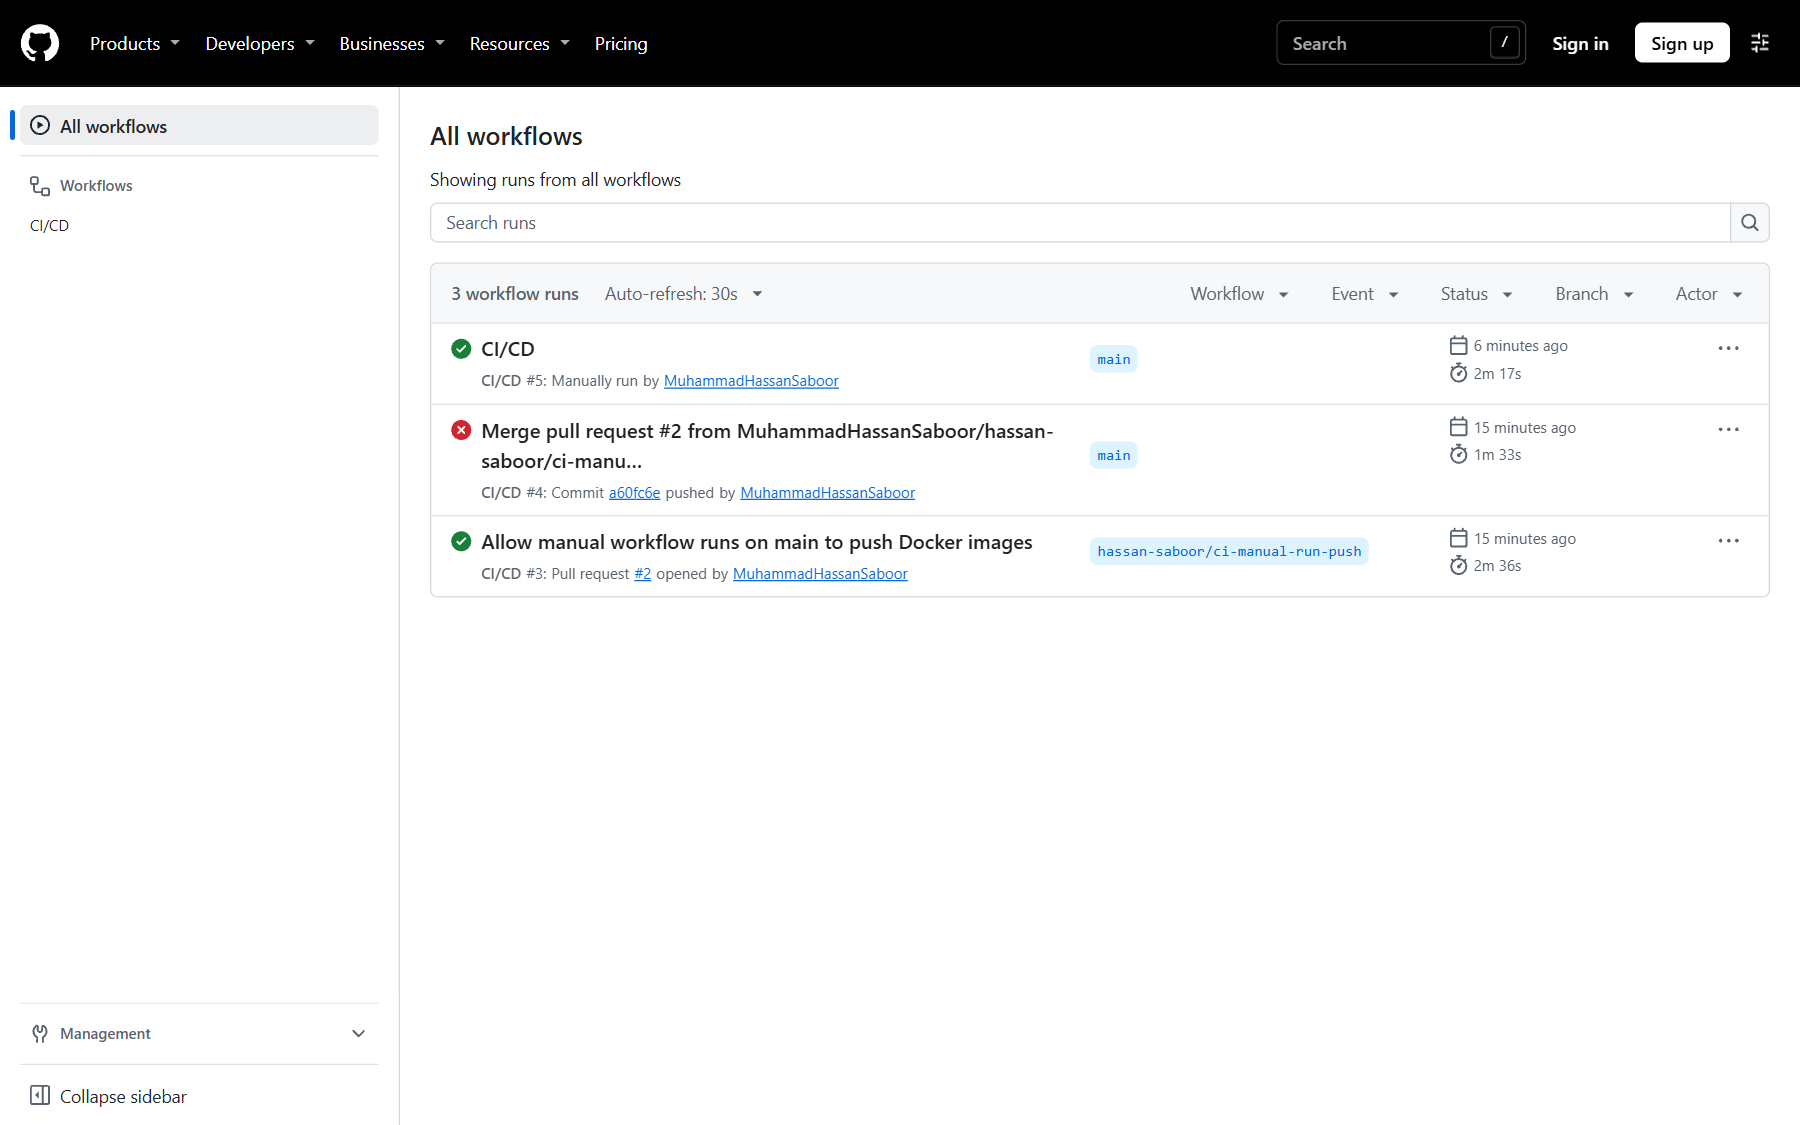 Products Developers Businesses Resources Pricing Search / Sign in Sign up
All workflows
Workflows
CI/CD
Management
Collapse sidebar
All workflows
Showing runs from all workflows
Search runs
3 workflow runs Auto-refresh: 30s Workflow Event Status Branch Actor
CI/CD
CI/CD #5: Manually run by MuhammadHassanSaboor
main
6 minutes ago
2m 17s
Merge pull request #2 from MuhammadHassanSaboor/hassan-
saboor/ci-manu...
CI/CD #4: Commit a60fc6e pushed by MuhammadHassanSaboor
main
15 minutes ago
1m 33s
Allow manual workflow runs on main to push Docker images
CI/CD #3: Pull request #2 opened by MuhammadHassanSaboor
hassan-saboor/ci-manual-run-push
15 minutes ago
2m 36s